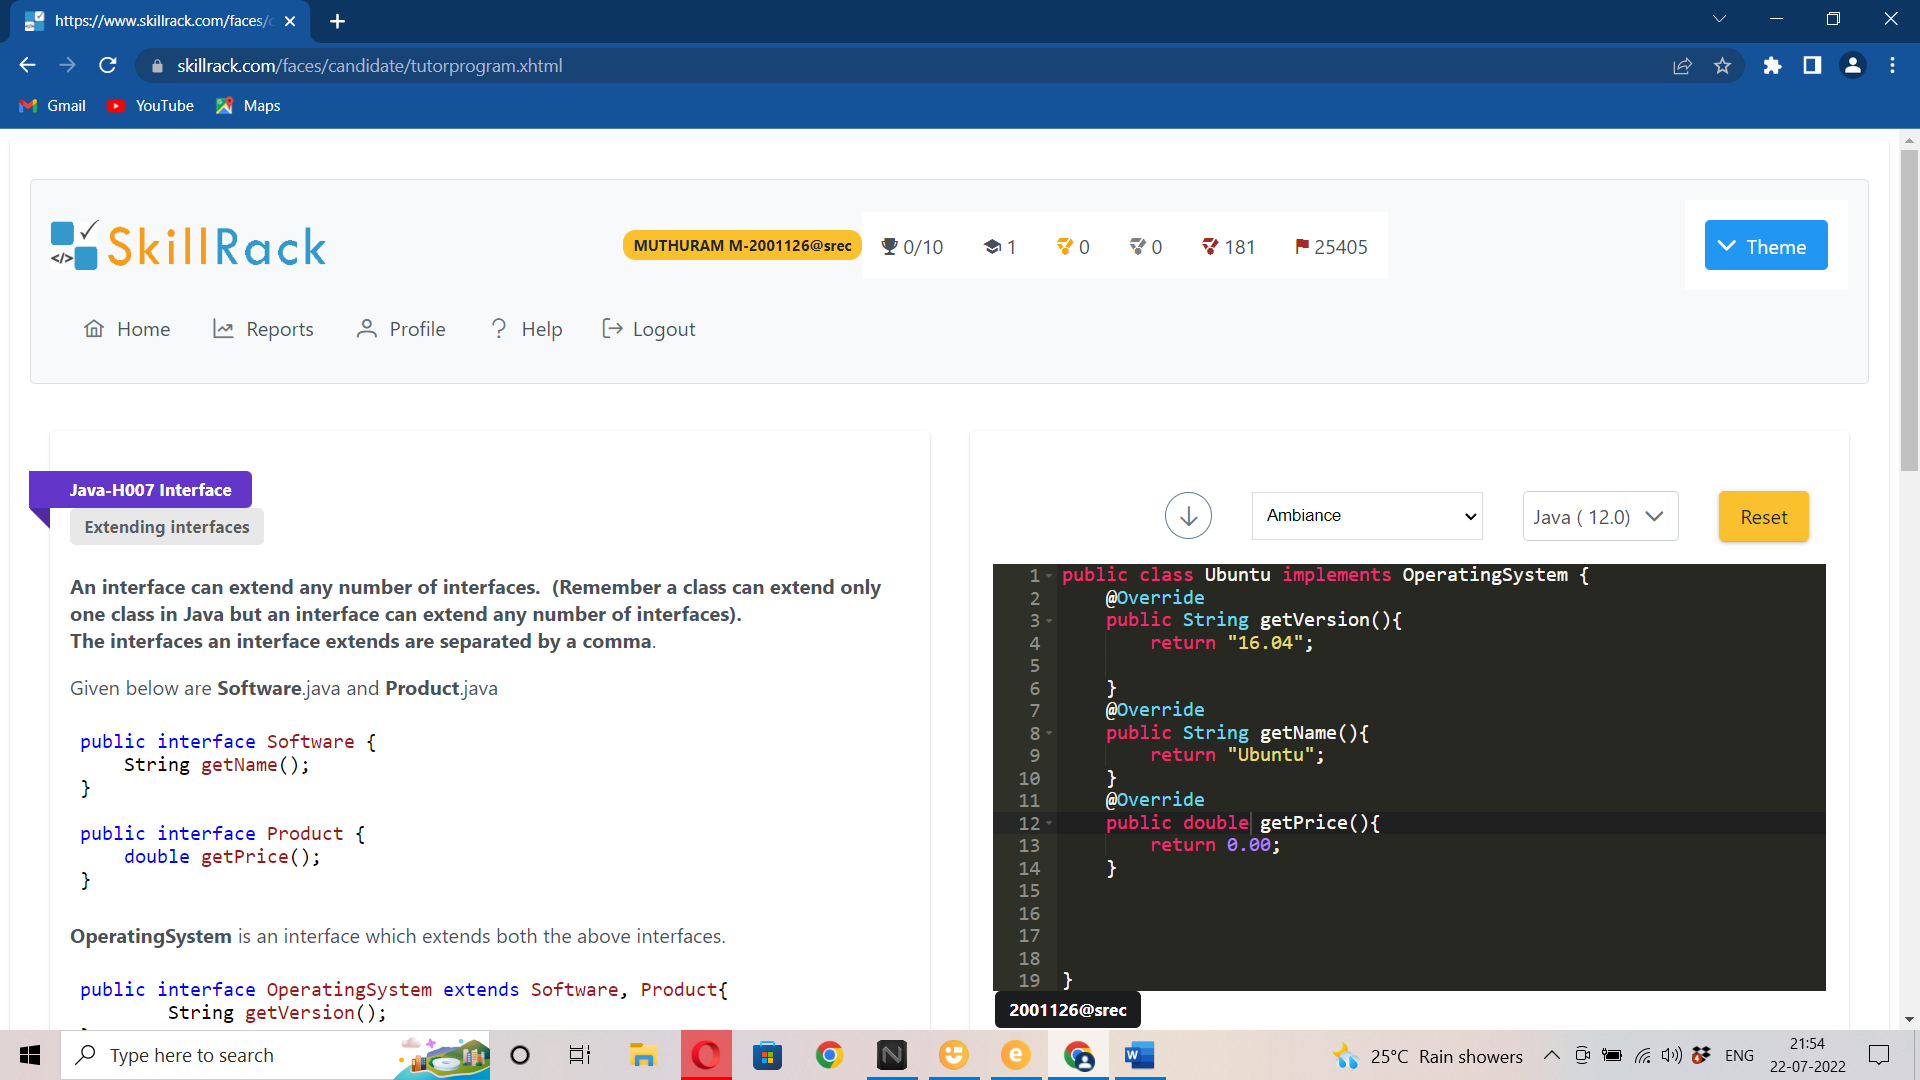 https://www.skillrack.com/faces/c
skillrack.com/faces/candidate/tutorprogram.xhtml
Gmail YouTube Maps
SkillRack
MUTHURAM M-2001126@srec 0/10 1 0 0 181 25405
Theme
Home Reports Profile Help Logout
Java-H007 Interface
Extending interfaces
An interface can extend any number of interfaces. (Remember a class can extend only
one class in Java but an interface can extend any number of interfaces).
The interfaces an interface extends are separated by a comma.
Given below are Software.java and Product.java
public interface Software {
    String getName();
}
public interface Product {
    double getPrice();
}
OperatingSystem is an interface which extends both the above interfaces.
public interface OperatingSystem extends Software, Product{
        String getVersion();
Ambiance
Java ( 12.0)
Reset
1 public class Ubuntu implements OperatingSystem {
2     @Override
3     public String getVersion(){
4         return "16.04";
5
6     }
7     @Override
8     public String getName(){
9         return "Ubuntu";
10     }
11     @Override
12     public double getPrice(){
13         return 0.00;
14     }
15
16
17
18
19 }
2001126@srec
Type here to search
25°C Rain showers
ENG
21:54
22-07-2022